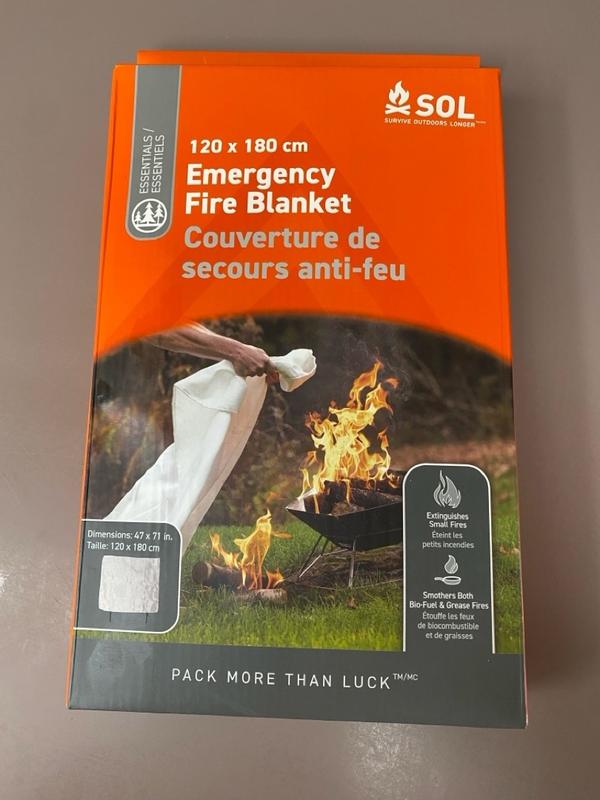 ESSENTIALS /
ESSENTIELS
SOL
SURVIVE OUTDOORS LONGER
120 x 180 cm
Emergency
Fire Blanket
Couverture de
secours anti-feu
Dimensions: 47 x 71 in.
Taille: 120 x 180 cm
Extinguishes
Small Fires
Éteint les
petits incendies
Smothers Both
Bio-Fuel & Grease Fires
Étouffe les feux
de biocombustible
et de graisses
PACK MORE THAN LUCK™/MC